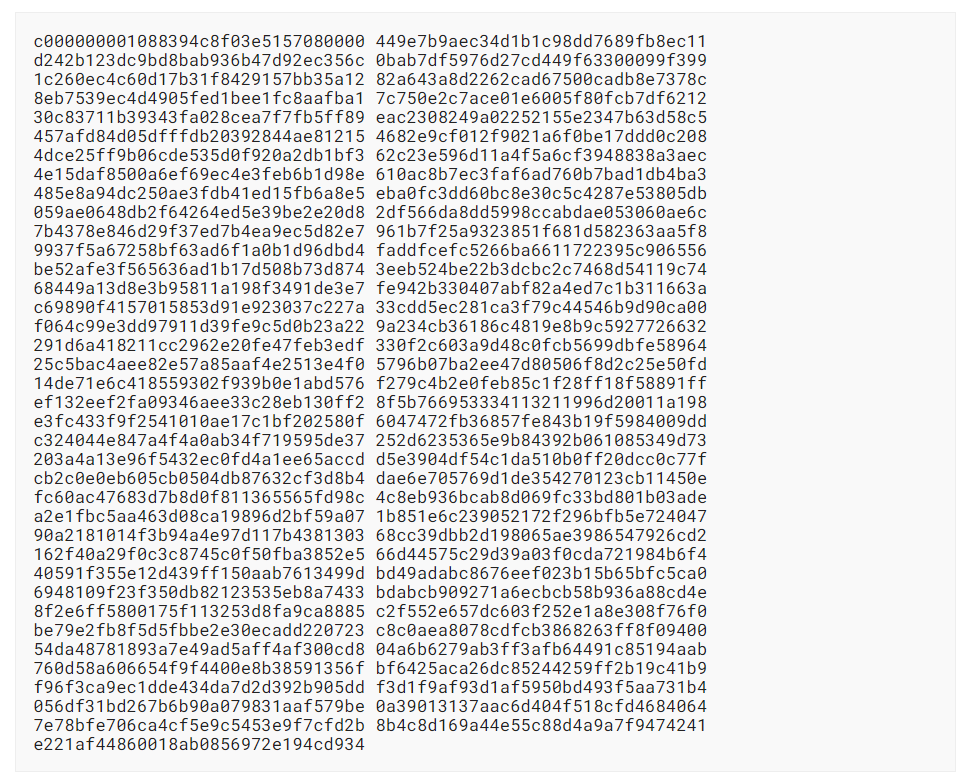 c000000001088394c8f03e5157080000 449e7b9aec34d1b1c98dd7689fb8ec11
d242b123dc9bd8bab936b47d92ec356c 0bab7df5976d27cd449f63300099f399
1c260ec4c60d17b31f8429157bb35a12 82a643a8d2262cad67500cadb8e7378c
8eb7539ec4d4905fed1bee1fc8aafba1 7c750e2c7ace01e6005f80fcb7df6212
30c83711b39343fa028cea7f7fb5ff89 eac2308249a02252155e2347b63d58c5
457afd84d05dfffdb20392844ae81215 4682e9cf012f9021a6f0be17ddd0c208
4dce25ff9b06cde535d0f920a2db1bf3 62c23e596d11a4f5a6cf3948838a3aec
4e15daf8500a6ef69ec4e3feb6b1d98e 610ac8b7ec3faf6ad760b7bad1db4ba3
485e8a94dc250ae3fdb41ed15fb6a8e5 eba0fc3dd60bc8e30c5c4287e53805db
059ae0648db2f64264ed5e39be2e20d8 2df566da8dd5998ccabdae053060ae6c
7b4378e846d29f37ed7b4ea9ec5d82e7 961b7f25a9323851f681d582363aa5f8
9937f5a67258bf63ad6f1a0b1d96dbd4 faddfcefc5266ba6611722395c906556
be52afe3f565636ad1b17d508b73d874 3eeb524be22b3dcbc2c7468d54119c74
68449a13d8e3b95811a198f3491de3e7 fe942b330407abf82a4ed7c1b311663a
c69890f4157015853d91e923037c227a 33cdd5ec281ca3f79c44546b9d90ca00
f064c99e3dd97911d39fe9c5d0b23a22 9a234cb36186c4819e8b9c5927726632
291d6a418211cc2962e20fe47feb3edf 330f2c603a9d48c0fcb5699dbfe58964
25c5bac4aee82e57a85aaf4e2513e4f0 5796b07ba2ee47d80506f8d2c25e50fd
14de71e6c418559302f939b0e1abd576 f279c4b2e0feb85c1f28ff18f58891ff
ef132eef2fa09346aee33c28eb130ff2 8f5b766953334113211996d20011a198
e3fc433f9f2541010ae17c1bf202580f 6047472fb36857fe843b19f5984009dd
c324044e847a4f4a0ab34f719595de37 252d6235365e9b84392b061085349d73
203a4a13e96f5432ec0fd4a1ee65accd d5e3904df54c1da510b0ff20dcc0c77f
cb2c0e0eb605cb0504db87632cf3d8b4 dae6e705769d1de354270123cb11450e
fc60ac47683d7b8d0f811365565fd98c 4c8eb936bcab8d069fc33bd801b03ade
a2e1fbc5aa463d08ca19896d2bf59a07 1b851e6c239052172f296bfb5e724047
90a2181014f3b94a4e97d117b4381303 68cc39dbb2d198065ae3986547926cd2
162f40a29f0c3c8745c0f50fba3852e5 66d44575c29d39a03f0cda721984b6f4
40591f355e12d439ff150aab7613499d bd49adabc8676eef023b15b65bfc5ca0
6948109f23f350db82123535eb8a7433 bdabcb909271a6ecbcb58b936a88cd4e
8f2e6ff5800175f113253d8fa9ca8885 c2f552e657dc603f252e1a8e308f76f0
be79e2fb8f5d5fbbe2e30ecadd220723 c8c0aea8078cdfcb3868263ff8f09400
54da48781893a7e49ad5aff4af300cd8 04a6b6279ab3ff3afb64491c85194aab
760d58a606654f9f4400e8b38591356f bf6425aca26dc85244259ff2b19c41b9
f96f3ca9ec1dde434da7d2d392b905dd f3d1f9af93d1af5950bd493f5aa731b4
056df31bd267b6b90a079831aaf579be 0a39013137aac6d404f518cfd4684064
7e78bfe706ca4cf5e9c5453e9f7cfd2b 8b4c8d169a44e55c88d4a9a7f9474241
e221af44860018ab0856972e194cd934